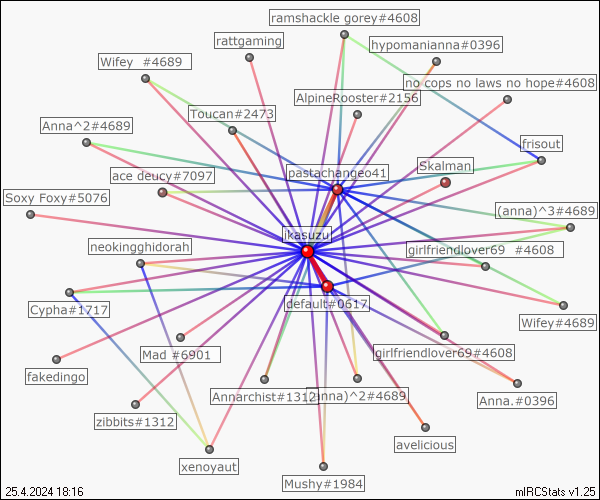 ramshackle gorey#4608
rattgaming
hypomanianna#0396
Wifey #4689
no cops no laws no hope#4608
AlpineRooster#2156
Toucan#2473
Anna^2#4689
frisout
Skalman
pastachangeo41
ace deucy#7097
Soxy Foxy#5076
(anna)^3#4689
ikasuzu
neokingghidorah
girlfriendlover69 #4608
default#0617
Cypha#1717
Wifey#4689
Mad #6901
girlfriendlover69#4608
fakedingo
Annarchist#1312
anna)^2#4689
Anna.#0396
zibbits#1312
avelicious
xenoyaut
Mushy#1984
25.4.2024 18:16
mIRCStats v1.25